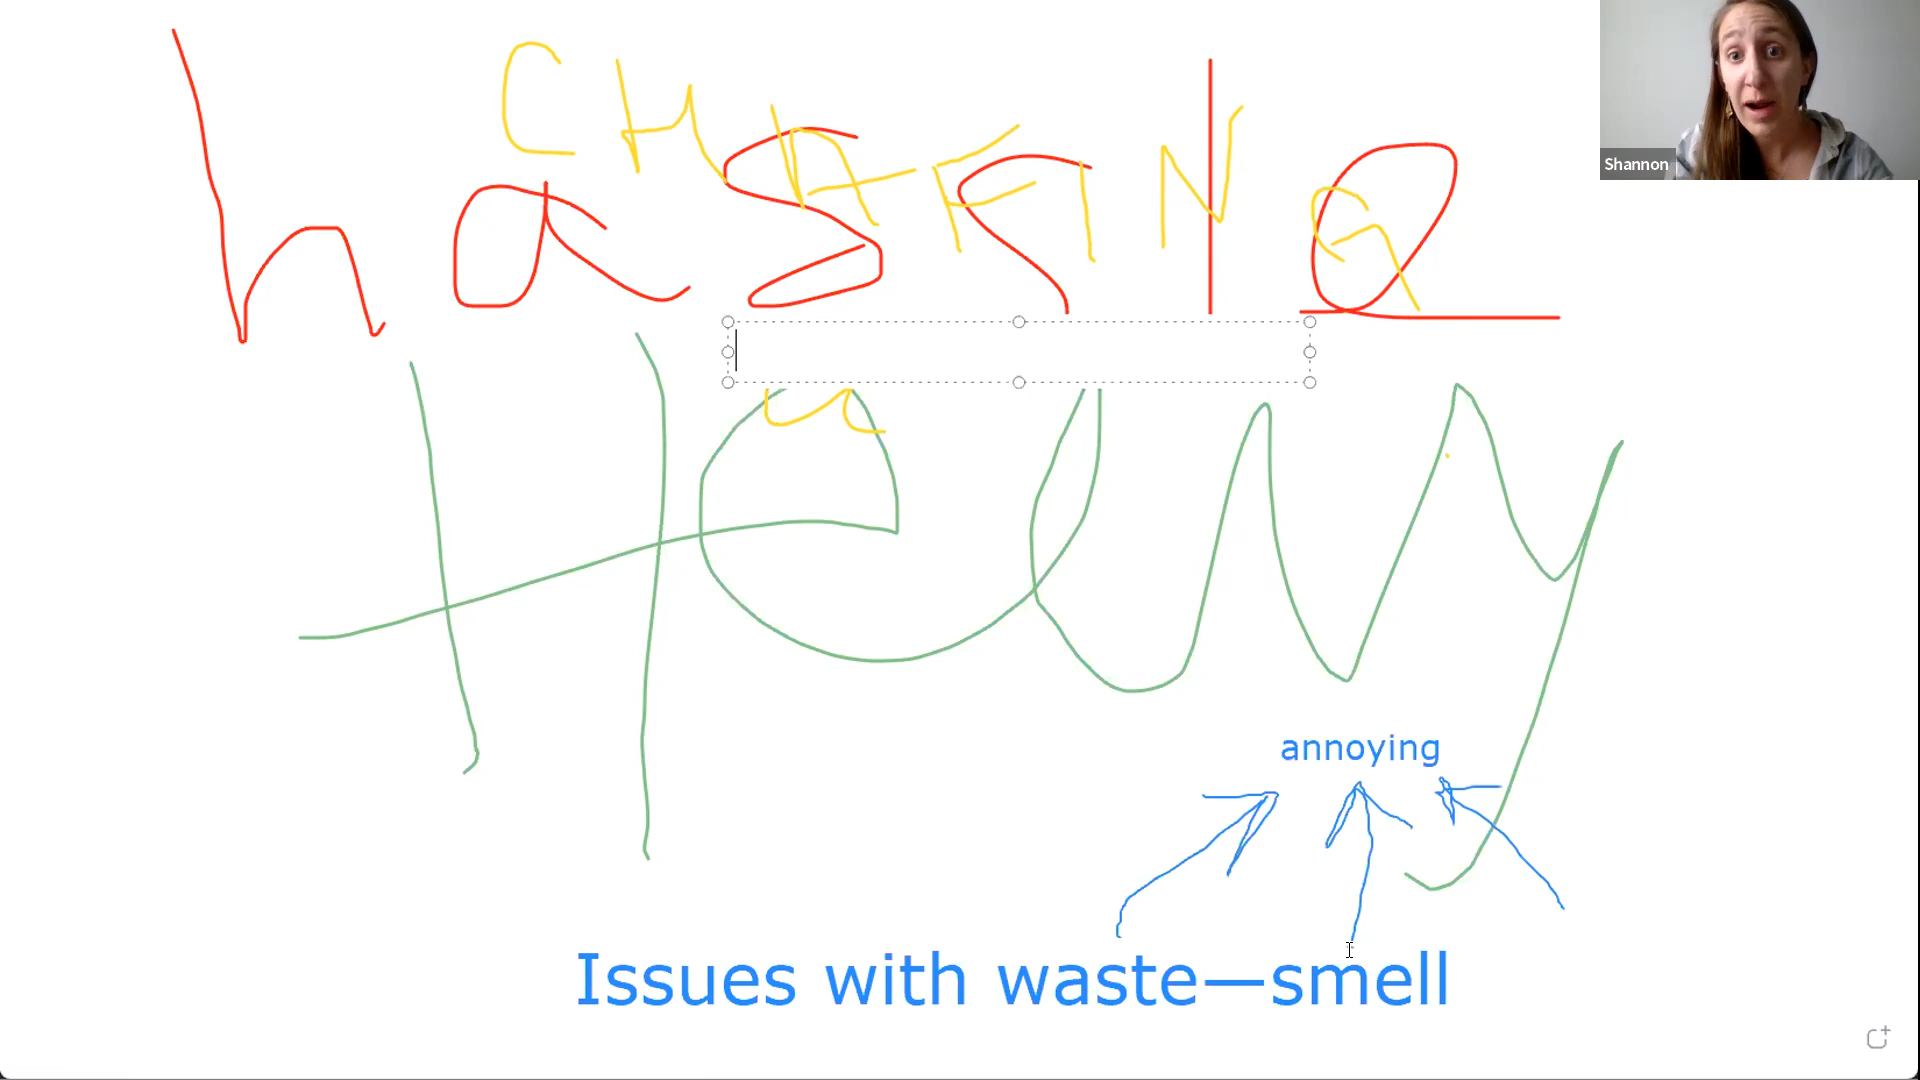 Shannon
CHAFING
hassle
Heavy
annoying
Issues with waste—smell